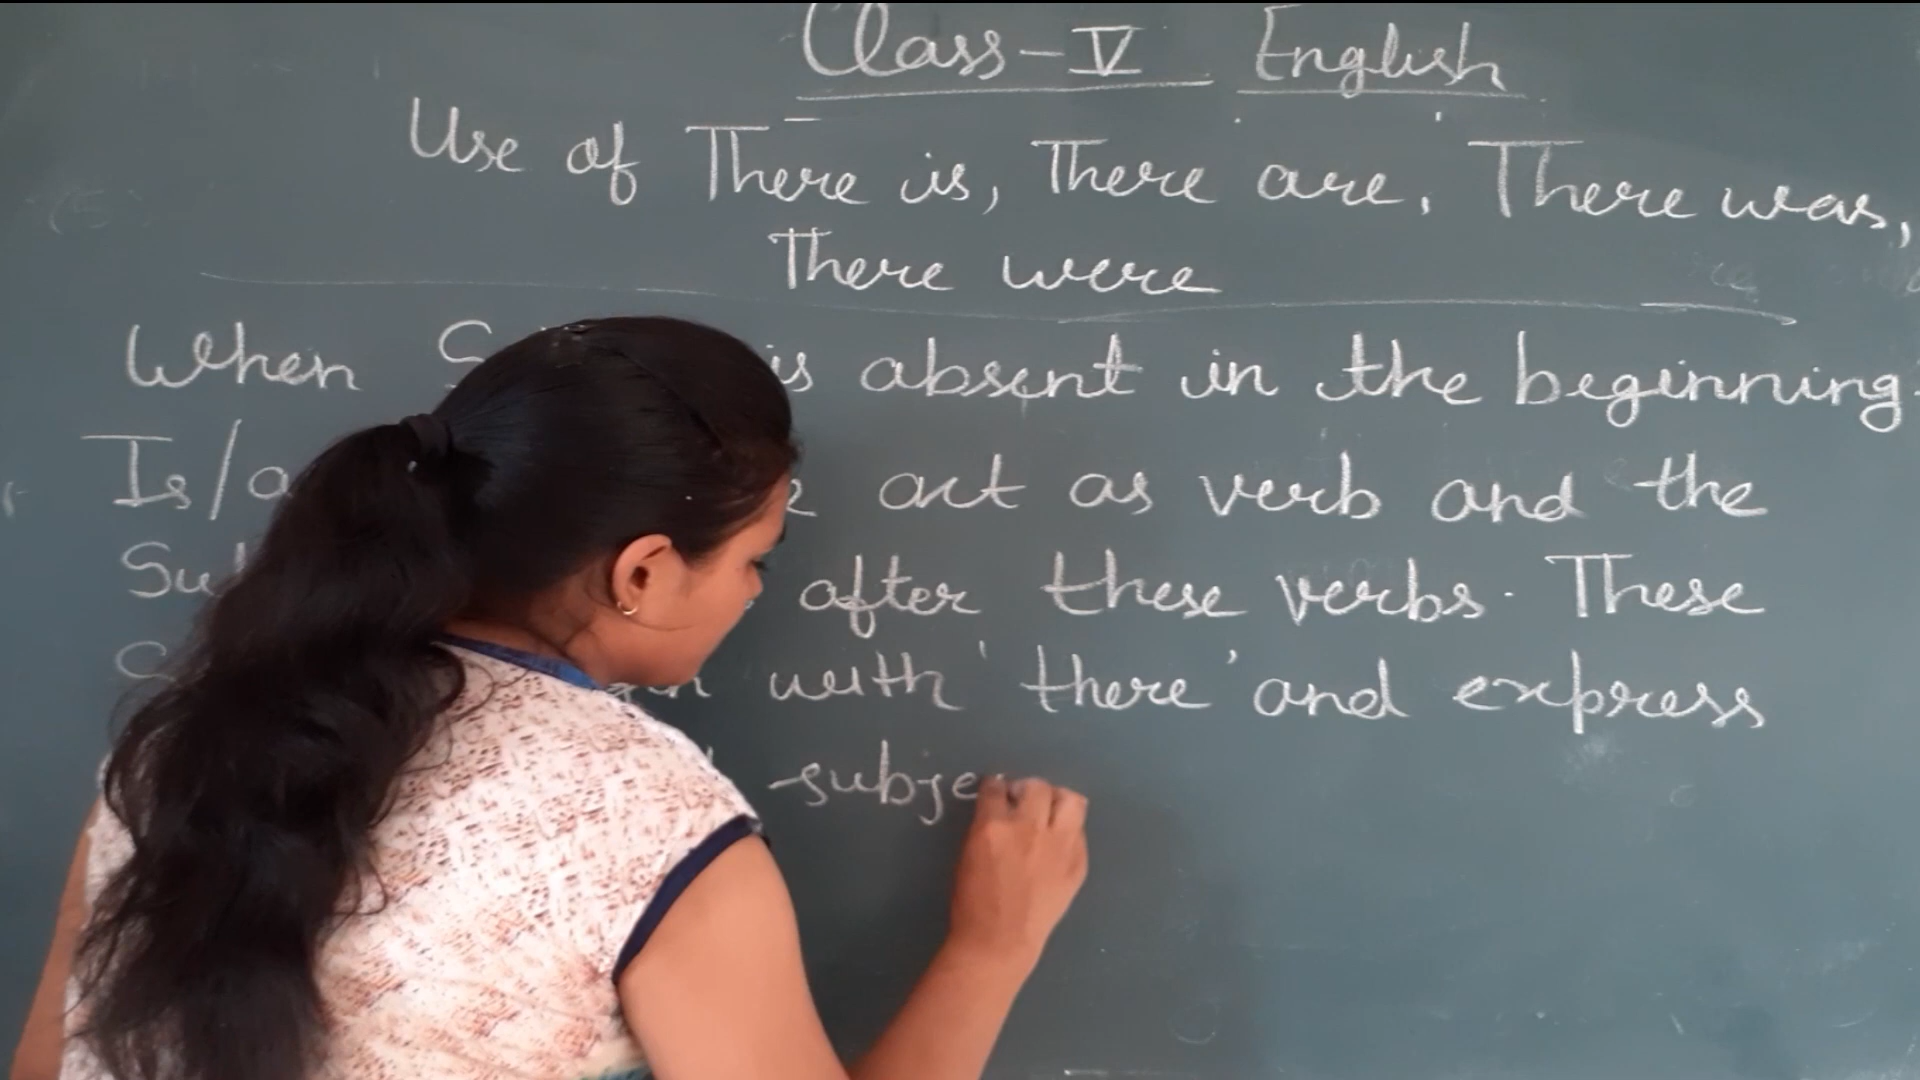 Class-V English
Use of There is, There are, There was,
There were
When is absent in the beginning.
Is/ act as verb and the
after these verbs. These
with 'there' and express